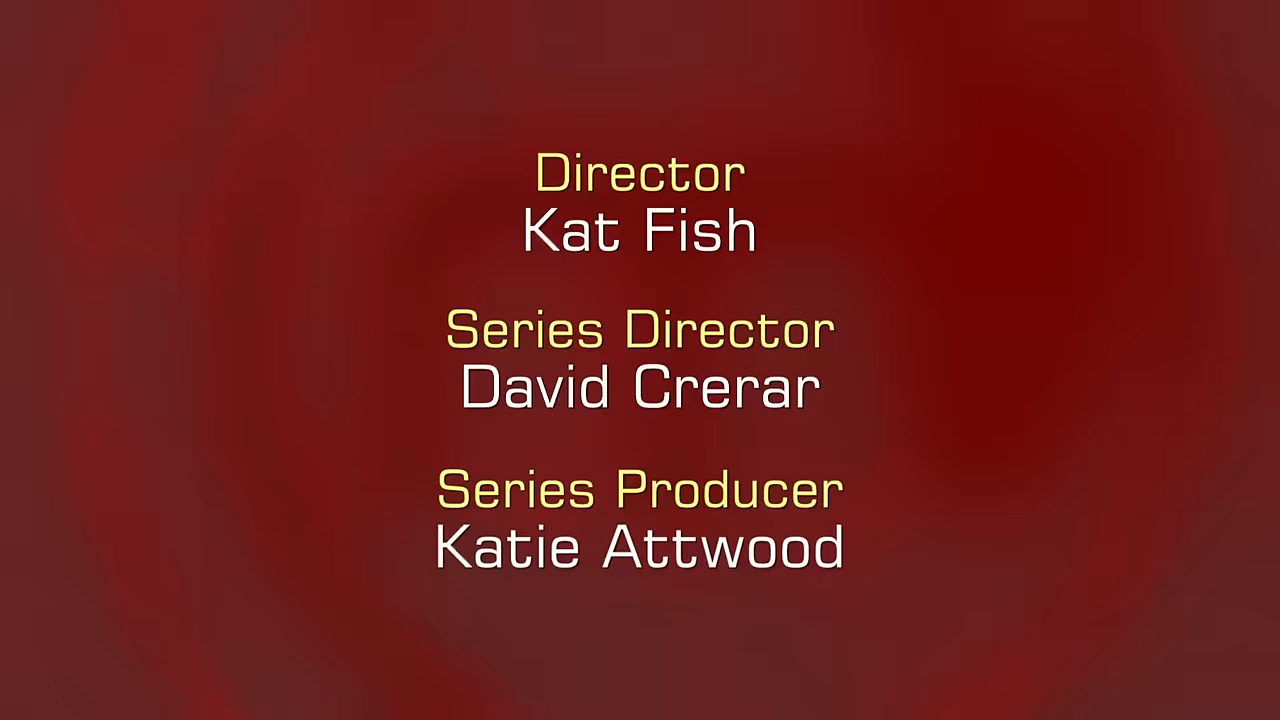 Director
Kat Fish
Series Director
David Crerar
Series Producer
Katie Attwood